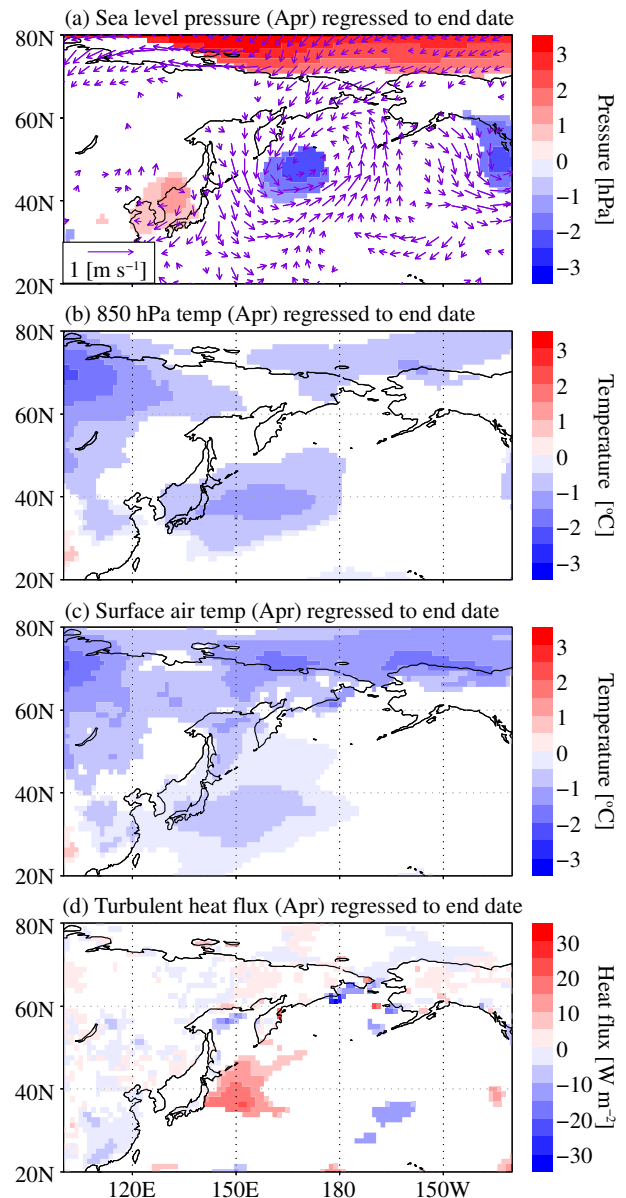 (a) Sea level pressure (Apr) regressed to end date
80N
60N
40N
20N
1 [m s⁻¹]
3
2
1
0
−1
−2
−3
Pressure [hPa]
(b) 850 hPa temp (Apr) regressed to end date
80N
60N
40N
20N
3
2
1
0
−1
−2
−3
Temperature [°C]
(c) Surface air temp (Apr) regressed to end date
80N
60N
40N
20N
3
2
1
0
−1
−2
−3
Temperature [°C]
(d) Turbulent heat flux (Apr) regressed to end date
80N
60N
40N
20N
120E 150E 180 150W
30
20
10
0
−10
−20
−30
Heat flux [W m⁻²]